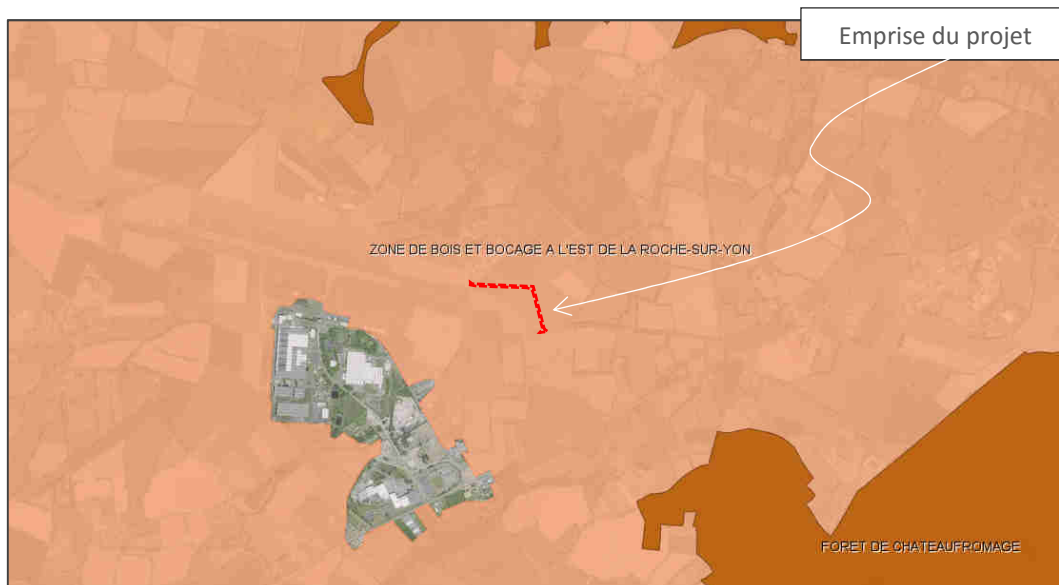 Emprise du projet
ZONE DE BOIS ET BOCAGE A L'EST DE LA ROCHE-SUR-YON
FORET DE CHATEAUFROMAGE